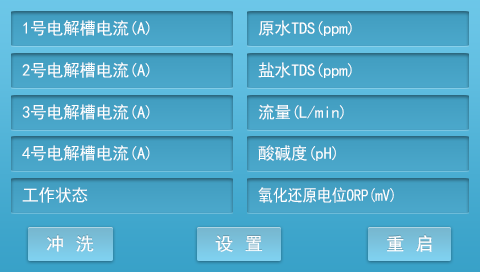 1号电解槽电流(A)
原水TDS(ppm)
2号电解槽电流(A)
盐水TDS(ppm)
3号电解槽电流(A)
流量(L/min)
4号电解槽电流(A)
酸碱度(pH)
工作状态
氧化还原电位ORP(mV)
冲 洗
设 置
重 启